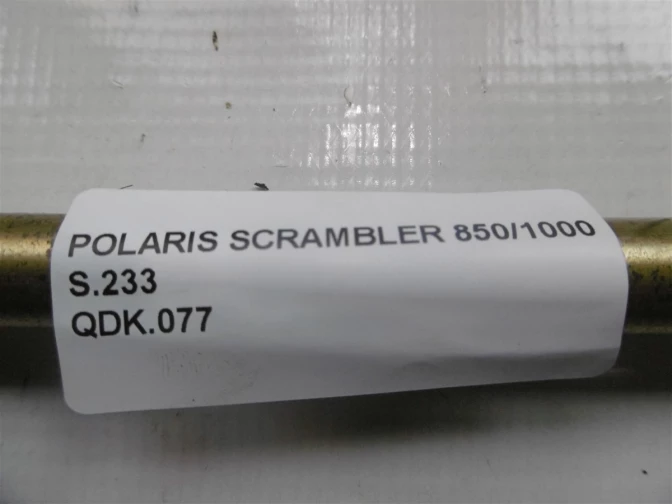 POLARIS SCRAMBLER 850/1000
S.233
QDK.077